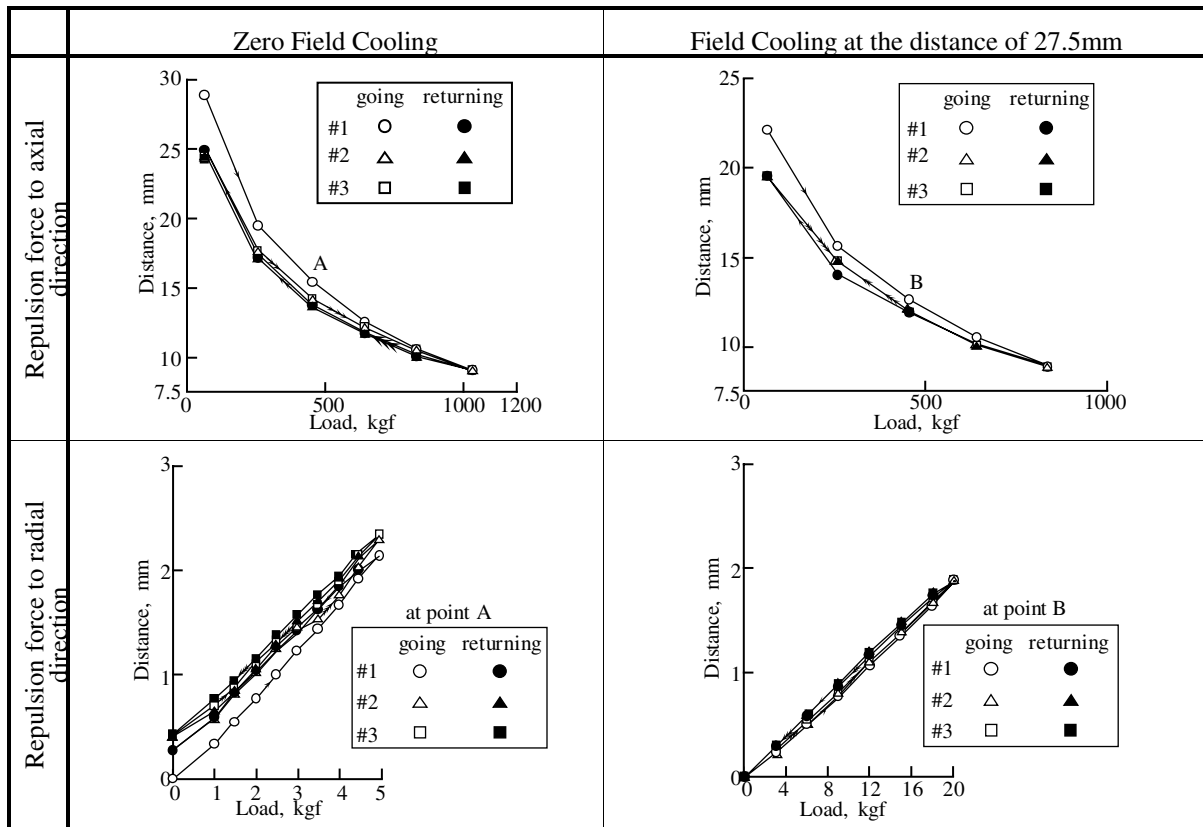 Zero Field Cooling
Field Cooling at the distance of 27.5mm
Repulsion force to axial
direction
30
25
20
15
10
7.5
Distance, mm
going returning
#1
#2
#3
A
0 500 1000 1200
Load, kgf
25
20
15
10
7.5
Distance, mm
going returning
#1
#2
#3
B
0 500 1000
Load, kgf
Repulsion force to radial
direction
3
2
1
0
Distance, mm
at point A
going returning
#1
#2
#3
0 1 2 3 4 5
Load, kgf
3
2
1
0
Distance, mm
at point B
going returning
#1
#2
#3
0 4 8 12 16 20
Load, kgf